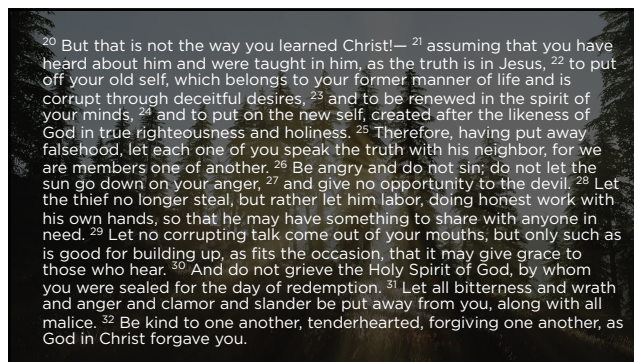 20 But that is not the way you learned Christ!— 21 assuming that you have
heard about him and were taught in him, as the truth is in Jesus, 22 to put
off your old self, which belongs to your former manner of life and is
corrupt through deceitful desires, 23 and to be renewed in the spirit of
your minds, 24 and to put on the new self, created after the likeness of
God in true righteousness and holiness. 25 Therefore, having put away
falsehood, let each one of you speak the truth with his neighbor, for we
are members one of another. 26 Be angry and do not sin; do not let the
sun go down on your anger, 27 and give no opportunity to the devil. 28 Let
the thief no longer steal, but rather let him labor, doing honest work with
his own hands, so that he may have something to share with anyone in
need. 29 Let no corrupting talk come out of your mouths, but only such as
is good for building up, as fits the occasion, that it may give grace to
those who hear. 30 And do not grieve the Holy Spirit of God, by whom
you were sealed for the day of redemption. 31 Let all bitterness and wrath
and anger and clamor and slander be put away from you, along with all
malice. 32 Be kind to one another, tenderhearted, forgiving one another, as
God in Christ forgave you.